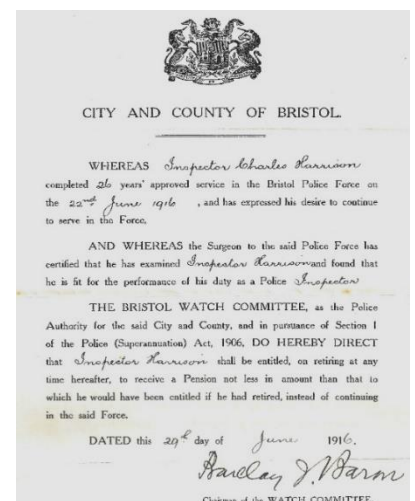 CITY AND COUNTY OF BRISTOL.
WHEREAS Inspector Charles Harrison
completed 26 years' approved service in the Bristol Police Force on
the 22nd June 1916 , and has expressed his desire to continue
to serve in the Force,
AND WHEREAS the Surgeon to the said Police Force has
certified that he has examined Inspector Harrison and found that
he is fit for the performance of his duty as a Police Inspector
THE BRISTOL WATCH COMMITTEE, as the Police
Authority for the said City and County, and in pursuance of Section 1
of the Police (Superannuation) Act, 1906, DO HEREBY DIRECT
that Inspector Harrison shall be entitled, on retiring at any
time hereafter, to receive a Pension not less in amount than that to
which he would have been entitled if he had retired, instead of continuing
in the said Force.
DATED this 29th day of June 1916.
Barclay J. Baron
Chairman of the WATCH COMMITTEE